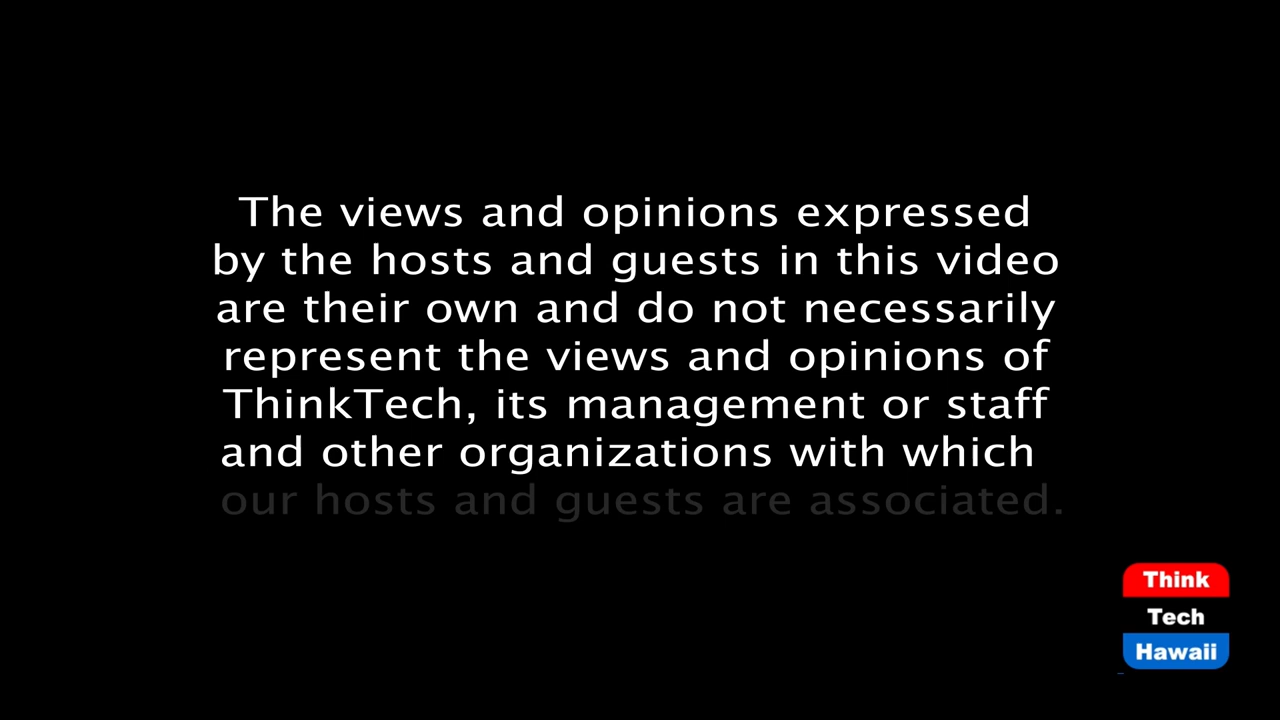 The views and opinions expressed
by the hosts and guests in this video
are their own and do not necessarily
represent the views and opinions of
ThinkTech, its management or staff
and other organizations with which
our hosts and guests are associated.
Think
Tech
Hawaii